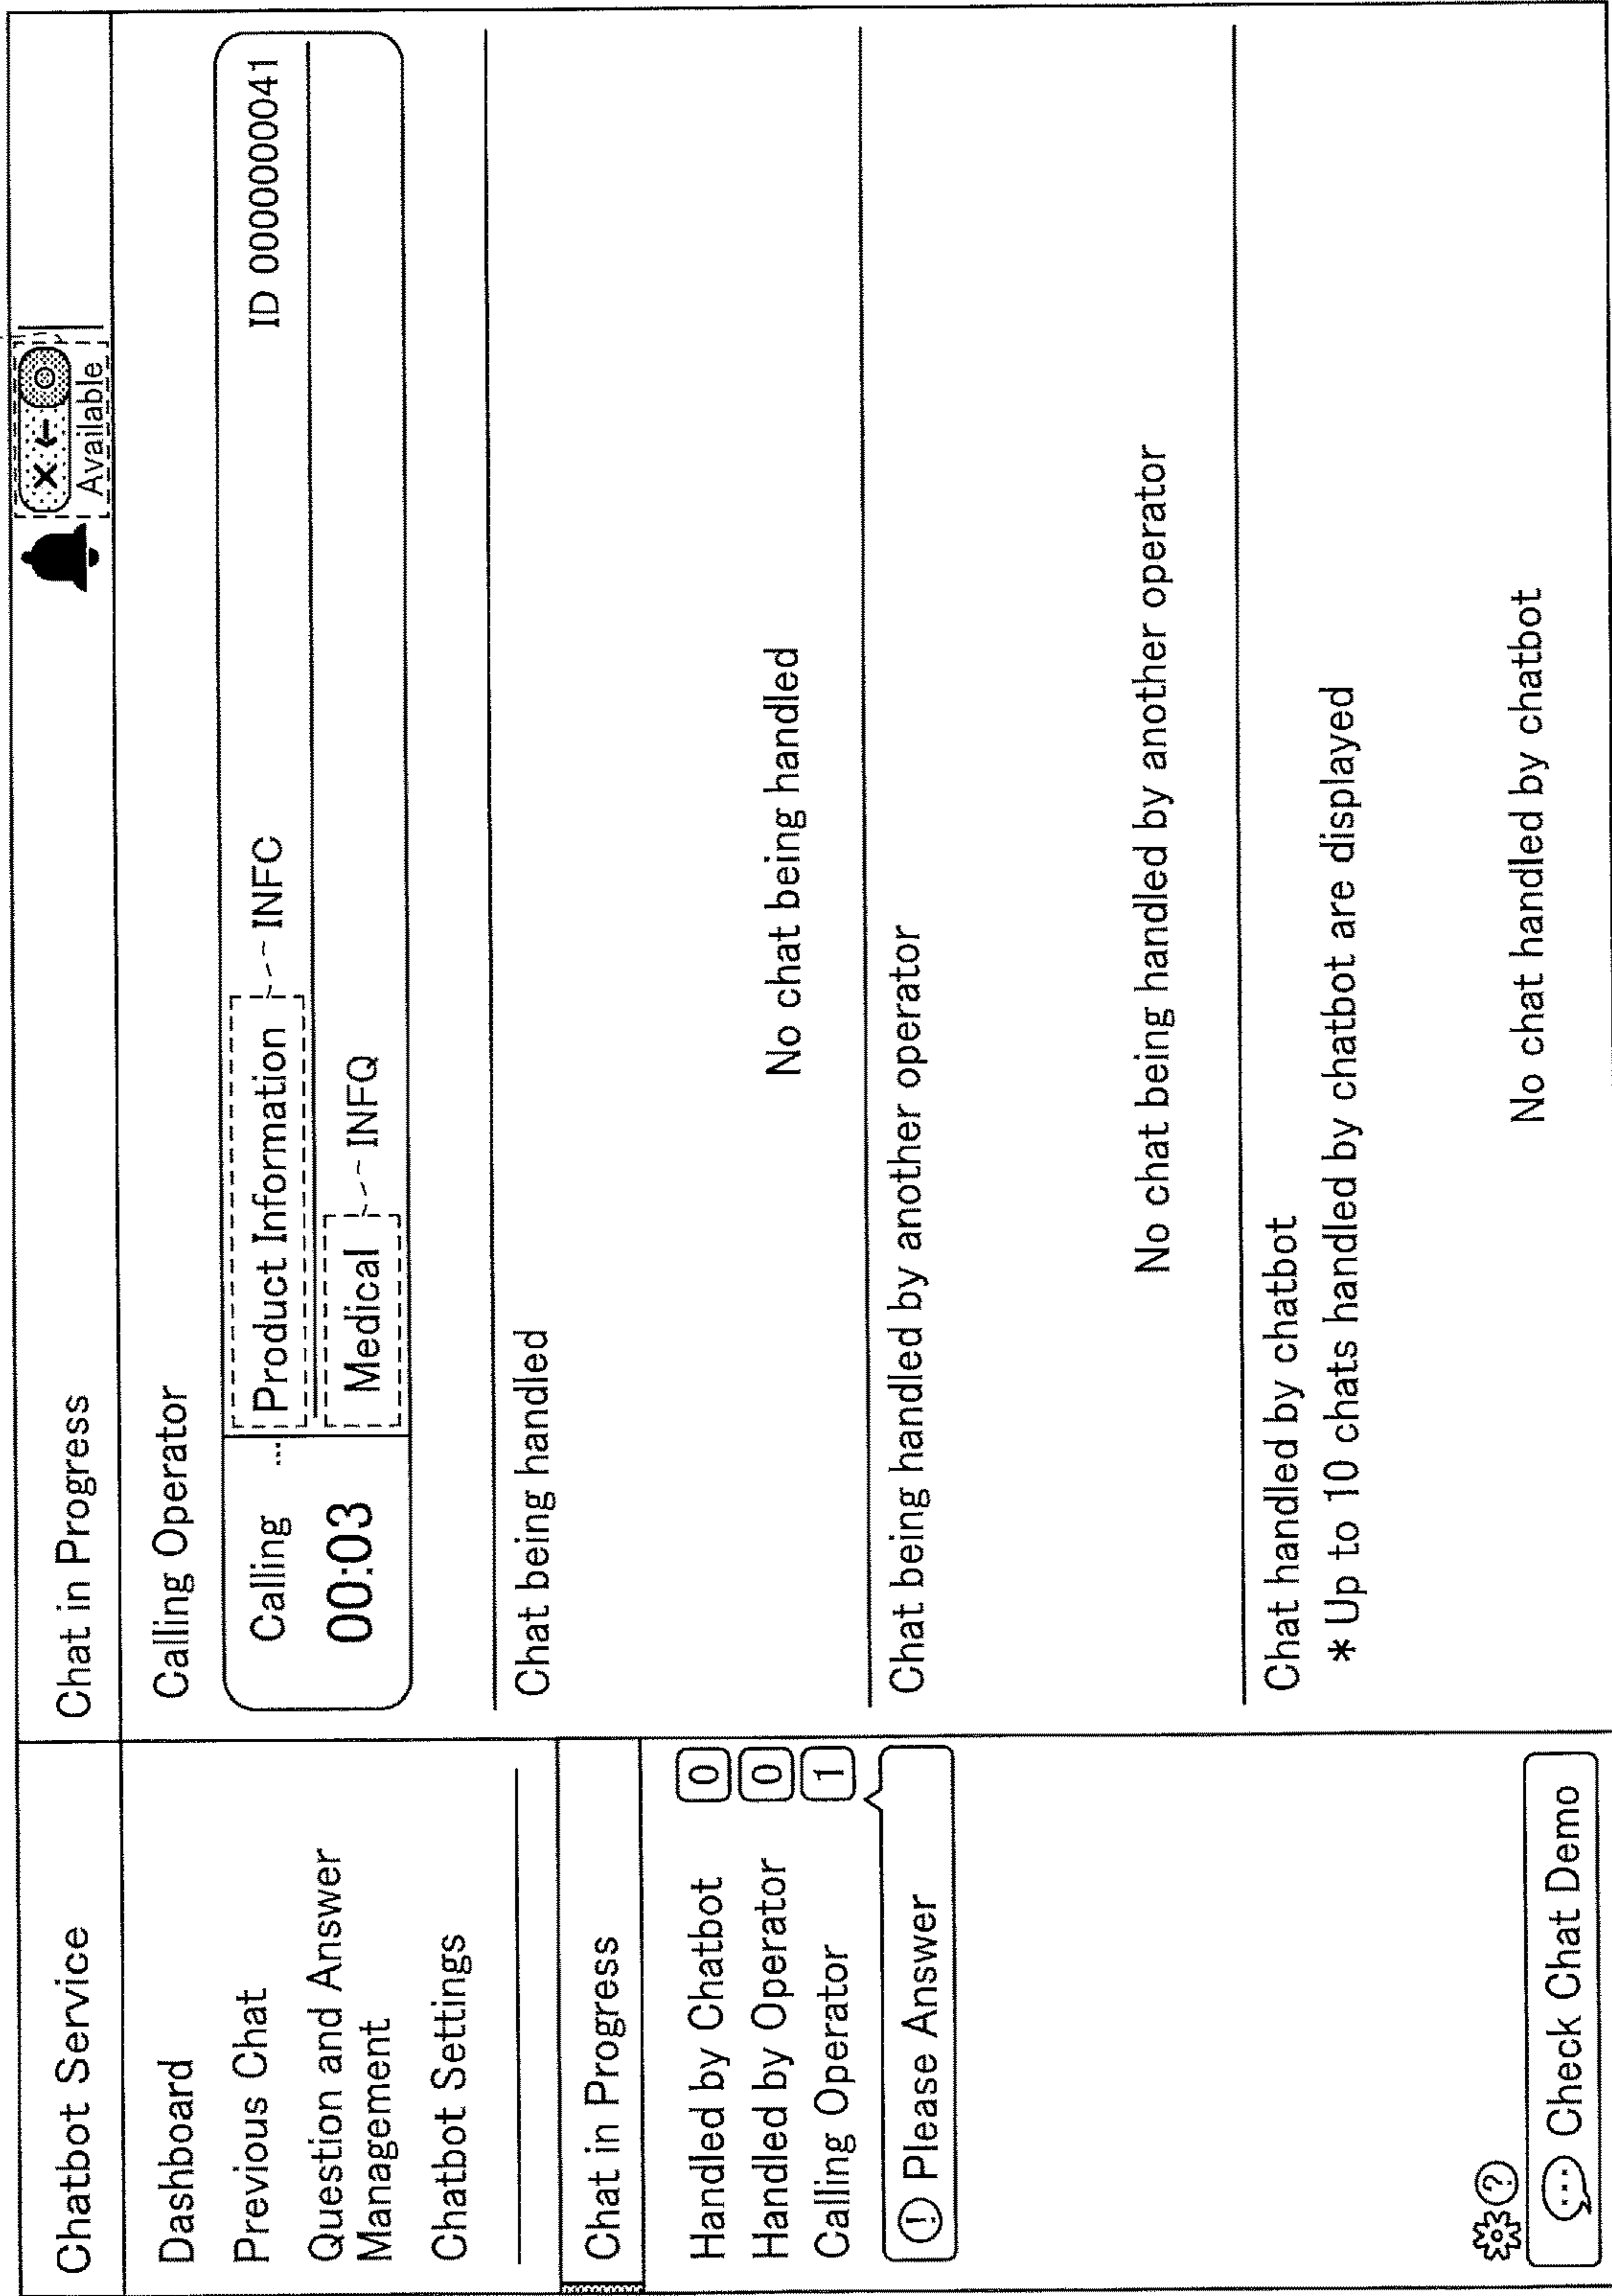 Chatbot Service
Dashboard
Previous Chat
Question and Answer
Management
Chatbot Settings
Chat in Progress
Handled by Chatbot 0
Handled by Operator 0
Calling Operator 1
! Please Answer
?
Check Chat Demo
Chat in Progress
Available
Calling Operator
Calling ...
00:03
Product Information INFC
ID 0000000041
Medical INFQ
Chat being handled
No chat being handled
Chat being handled by another operator
No chat being handled by another operator
Chat handled by chatbot
* Up to 10 chats handled by chatbot are displayed
No chat handled by chatbot